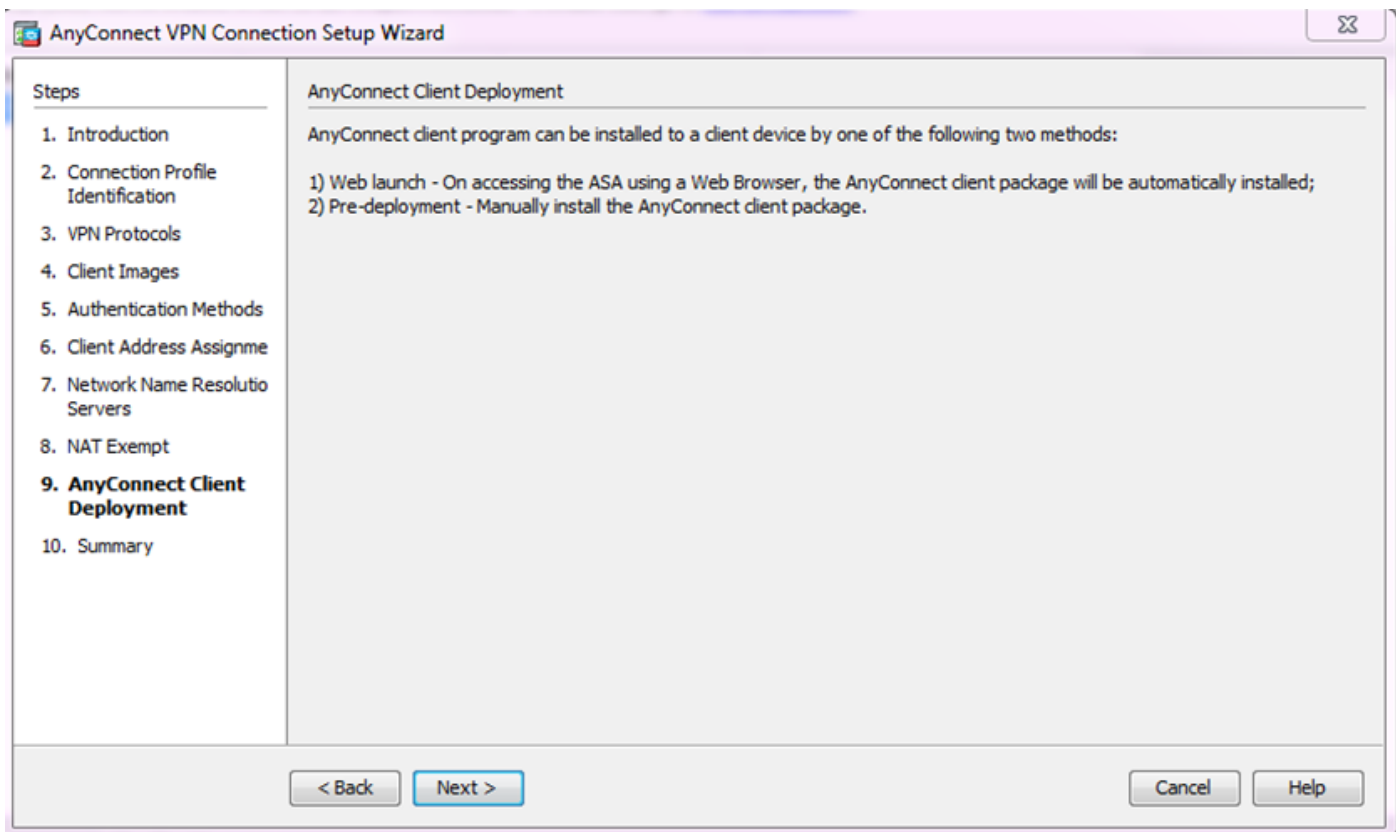 AnyConnect VPN Connection Setup Wizard
Steps
1. Introduction
2. Connection Profile
Identification
3. VPN Protocols
4. Client Images
5. Authentication Methods
6. Client Address Assignme
7. Network Name Resolutio
Servers
8. NAT Exempt
9. AnyConnect Client
Deployment
10. Summary
AnyConnect Client Deployment
AnyConnect client program can be installed to a client device by one of the following two methods:
1) Web launch - On accessing the ASA using a Web Browser, the AnyConnect client package will be automatically installed;
2) Pre-deployment - Manually install the AnyConnect client package.
< Back
Next >
Cancel
Help